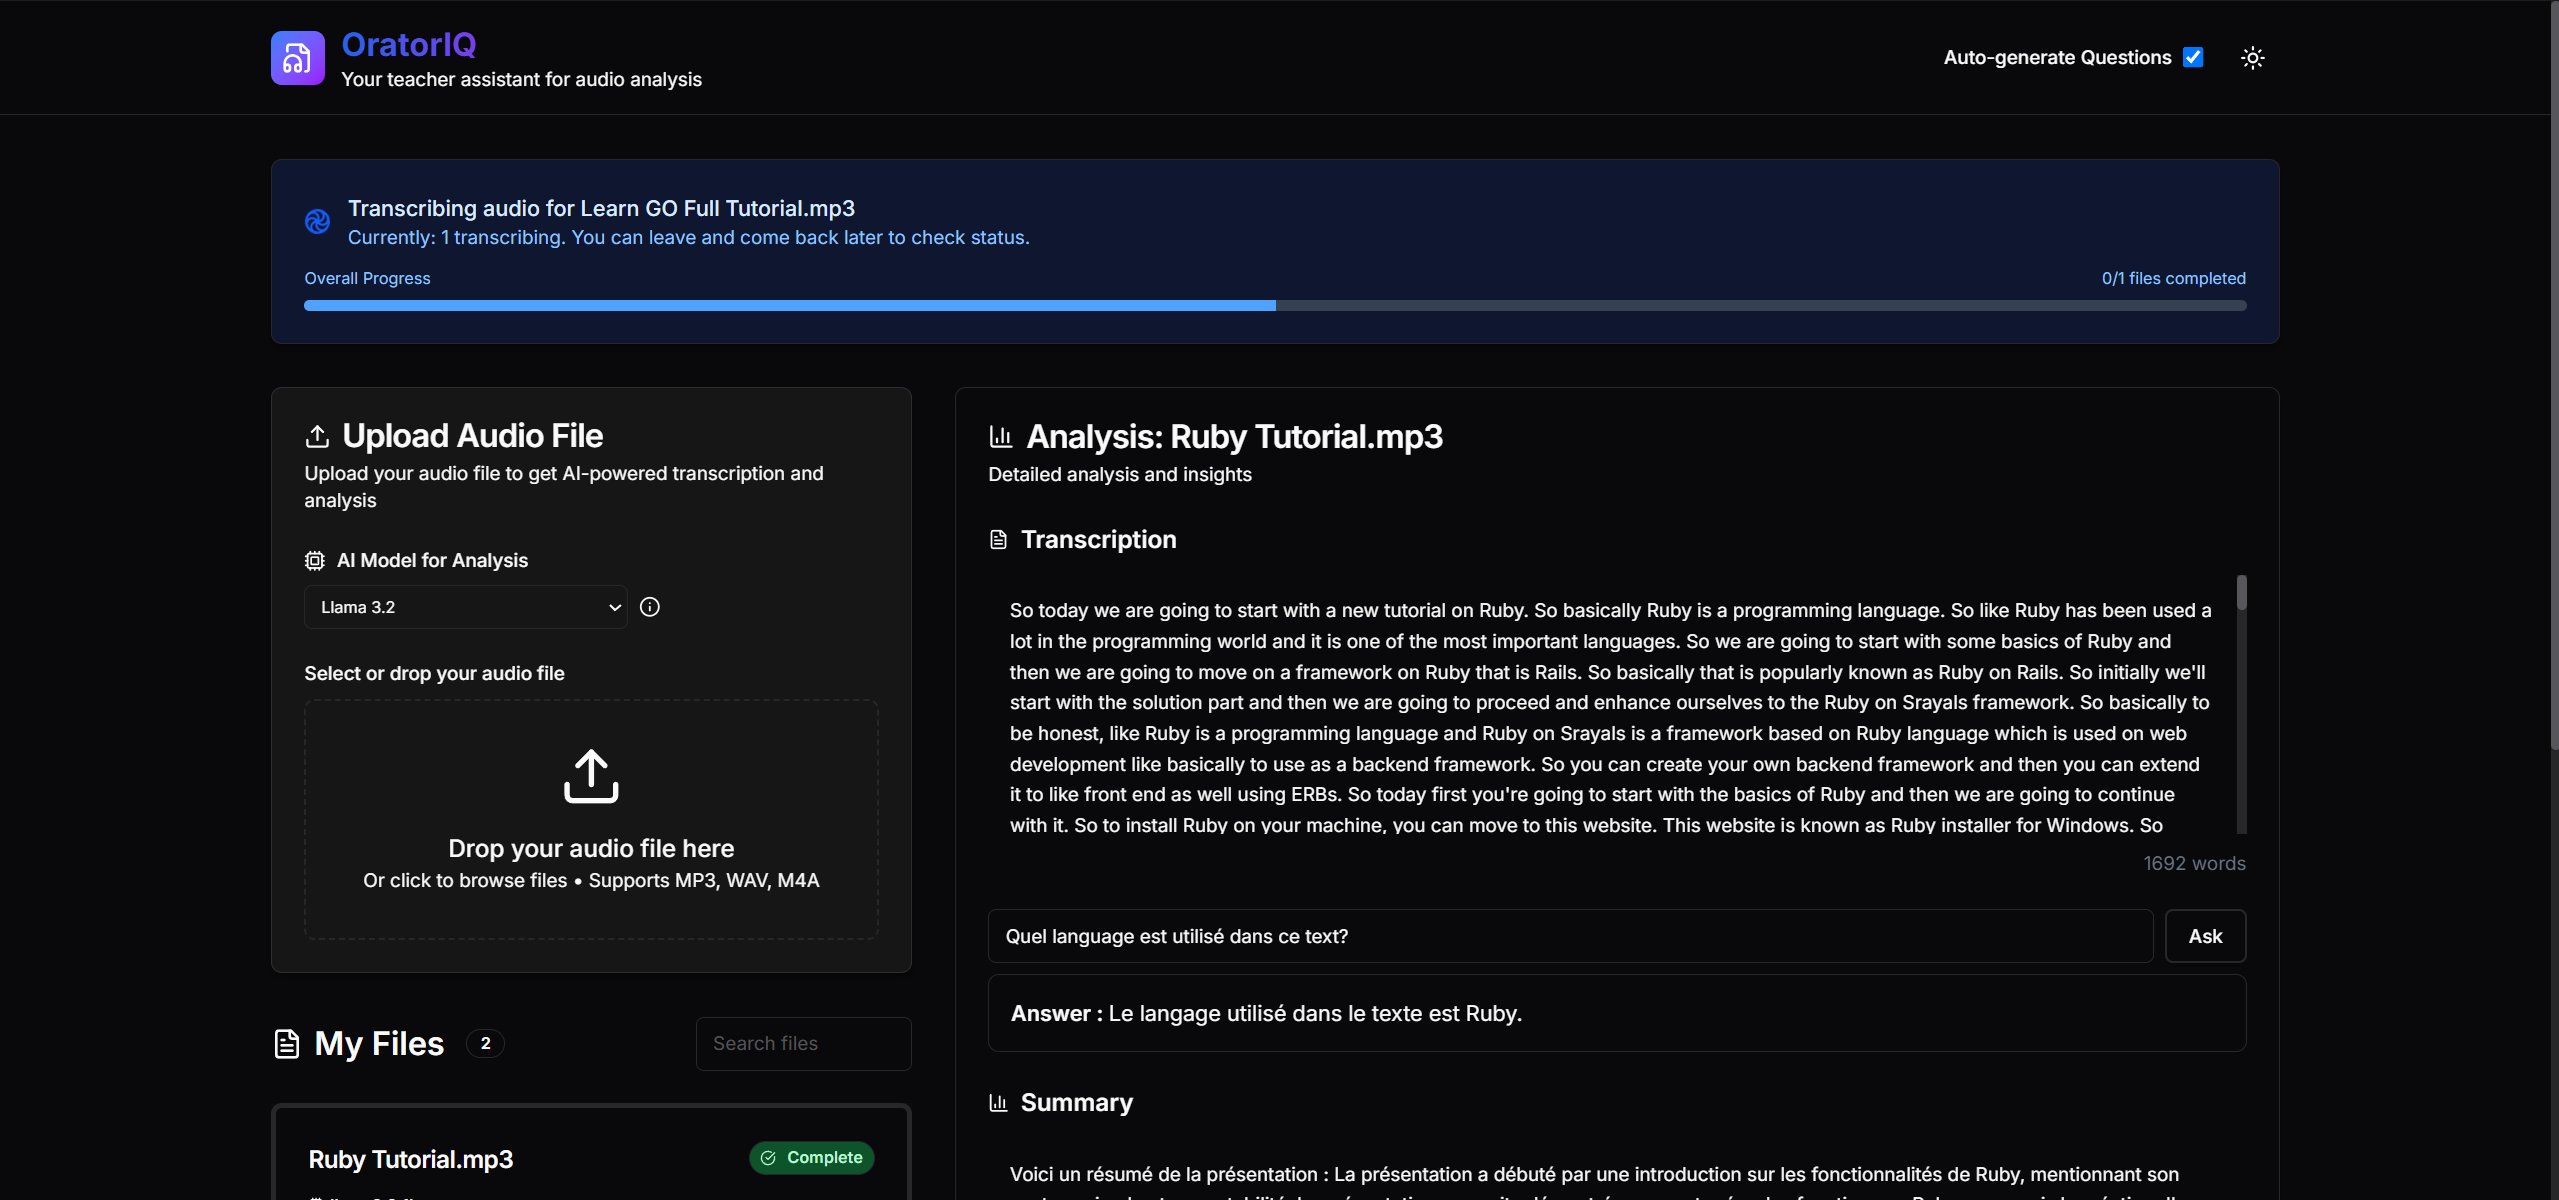 OratorIQ
Your teacher assistant for audio analysis
Auto-generate Questions
Transcribing audio for Learn GO Full Tutorial.mp3
Currently: 1 transcribing. You can leave and come back later to check status.
Overall Progress
0/1 files completed
Upload Audio File
Upload your audio file to get AI-powered transcription and
analysis
AI Model for Analysis
Llama 3.2
Select or drop your audio file
Drop your audio file here
Or click to browse files • Supports MP3, WAV, M4A
My Files
2
Search files
Ruby Tutorial.mp3
Complete
Analysis: Ruby Tutorial.mp3
Detailed analysis and insights
Transcription
So today we are going to start with a new tutorial on Ruby. So basically Ruby is a programming language. So like Ruby has been used a
lot in the programming world and it is one of the most important languages. So we are going to start with some basics of Ruby and
then we are going to move on a framework on Ruby that is Rails. So basically that is popularly known as Ruby on Rails. So initially we'll
start with the solution part and then we are going to proceed and enhance ourselves to the Ruby on Srayals framework. So basically to
be honest, like Ruby is a programming language and Ruby on Srayals is a framework based on Ruby language which is used on web
development like basically to use as a backend framework. So you can create your own backend framework and then you can extend
it to like front end as well using ERBs. So today first you're going to start with the basics of Ruby and then we are going to continue
with it. So to install Ruby on your machine, you can move to this website. This website is known as Ruby installer for Windows. So
1692 words
Quel language est utilisé dans ce text?
Ask
Answer : Le langage utilisé dans le texte est Ruby.
Summary
Voici un résumé de la présentation : La présentation a débuté par une introduction sur les fonctionnalités de Ruby, mentionnant son